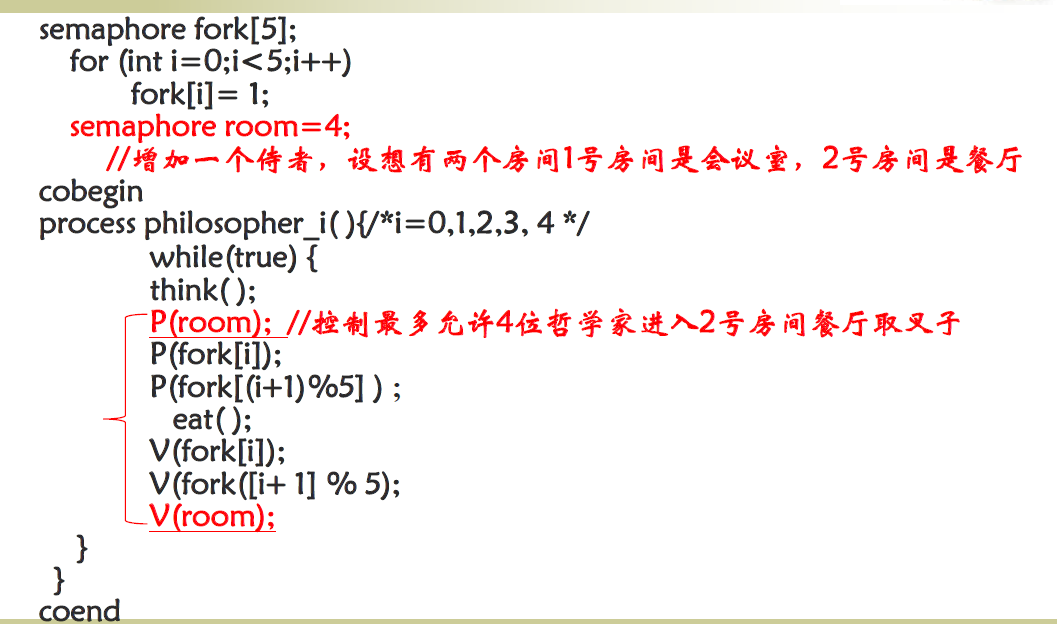 semaphore fork[5];
for (int i=0;i<5;i++)
fork[i]= 1;
semaphore room=4;
//增加一个侍者，设想有两个房间1号房间是会议室，2号房间是餐厅
cobegin
process philosopher_i( ){/*i=0,1,2,3, 4 */
while(true) {
think( );
P(room); //控制最多允许4位哲学家进入2号房间餐厅取叉子
P(fork[i]);
P(fork[(i+1)%5] ) ;
eat( );
V(fork[i]);
V(fork([i+ 1] % 5);
V(room);
}
}
coend